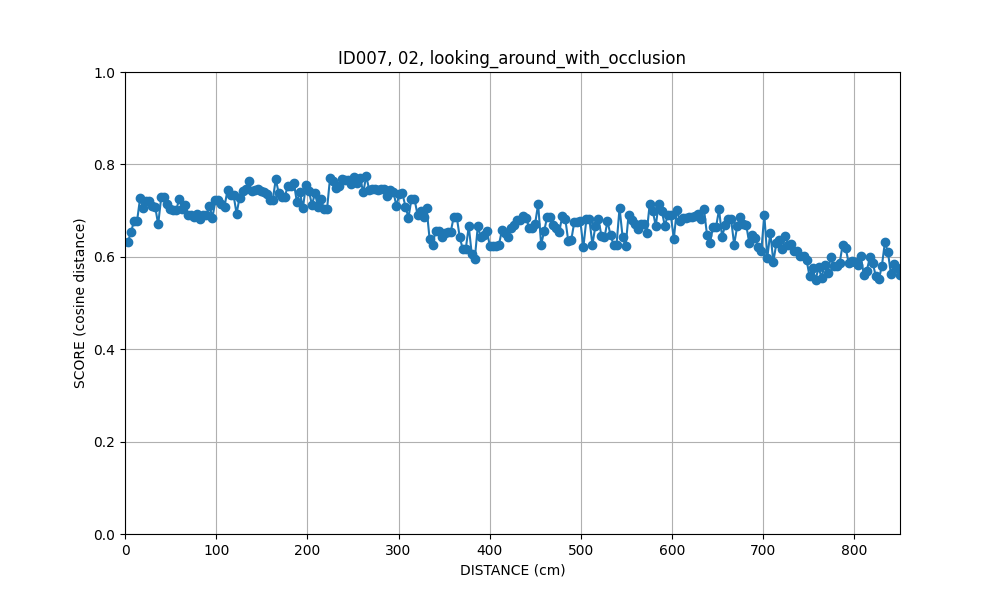 ID007, 02, looking_around_with_occlusion
1.0
0.8
0.6
0.4
0.2
0.0
SCORE (cosine distance)
0 100 200 300 400 500 600 700 800
DISTANCE (cm)